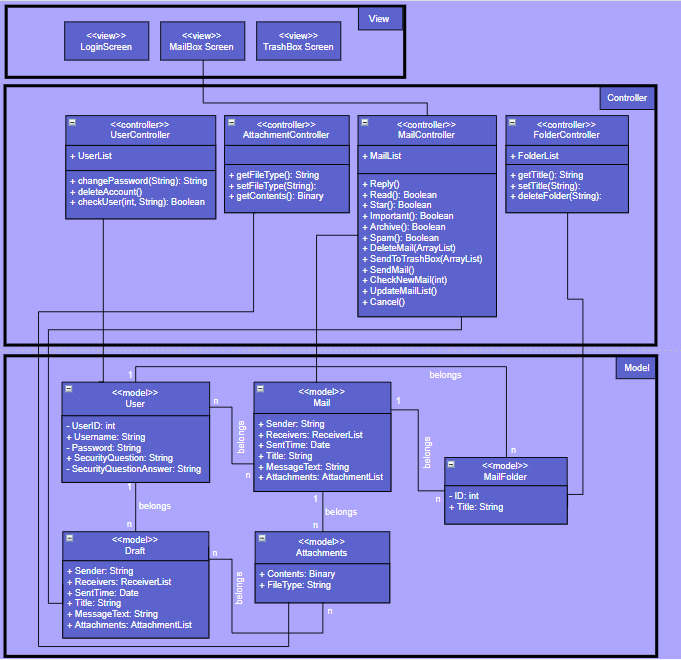 View
<<view>>
LoginScreen
<<view>>
MailBox Screen
<<view>>
TrashBox Screen
Controller
<<controller>>
UserController
+ UserList
+ changePassword(String): String
+ deleteAccount()
+ checkUser(int, String): Boolean
<<controller>>
AttachmentController
+ getFileType(): String
+ setFileType(String):
+ getContents(): Binary
<<controller>>
MailController
+ MailList
+ Reply()
+ Read(): Boolean
+ Star(): Boolean
+ Important(): Boolean
+ Archive(): Boolean
+ Spam(): Boolean
+ DeleteMail(ArrayList)
+ SendToTrashBox(ArrayList)
+ SendMail()
+ CheckNewMail(int)
+ UpdateMailList()
+ Cancel()
<<controller>>
FolderController
+ FolderList
+ getTitle(): String
+ setTitle(String):
+ deleteFolder(String):
Model
1
belongs
<<model>>
User
- UserID: int
+ Username: String
- Password: String
+ SecurityQuestion: String
- SecurityQuestionAnswer: String
n
belongs
n
<<model>>
Mail
+ Sender: String
+ Receivers: ReceiverList
+ SentTime: Date
+ Title: String
+ MessageText: String
+ Attachments: AttachmentList
1
belongs
n
n
<<model>>
MailFolder
- ID: int
+ Title: String
1
belongs
n
1
belongs
n
<<model>>
Draft
+ Sender: String
+ Receivers: ReceiverList
+ SentTime: Date
+ Title: String
+ MessageText: String
+ Attachments: AttachmentList
n
belongs
n
<<model>>
Attachments
+ Contents: Binary
+ FileType: String